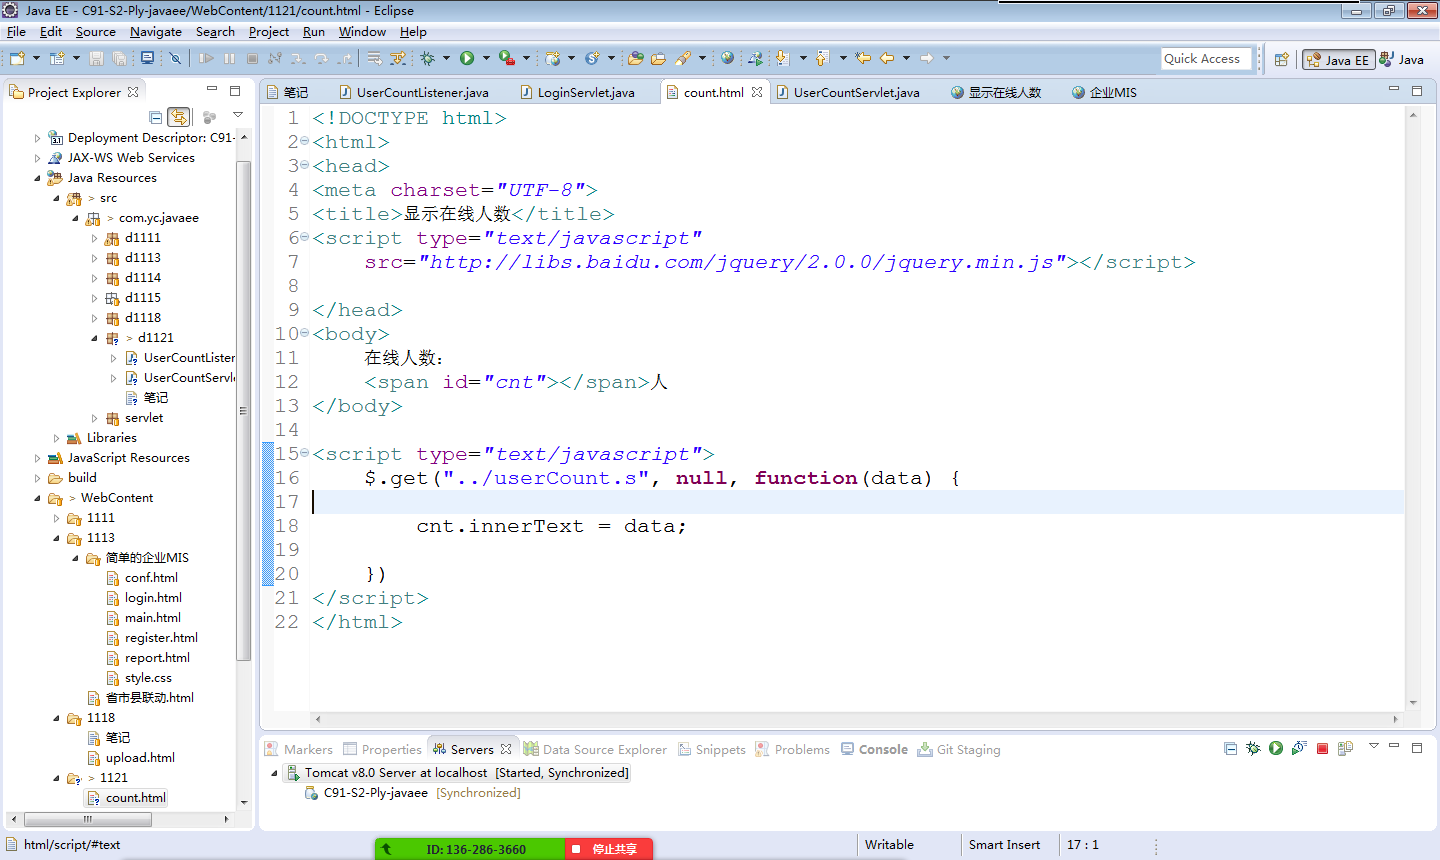 Java EE - C91-S2-Ply-javaee/WebContent/1121/count.html - Eclipse
File Edit Source Navigate Search Project Run Window Help
Quick Access
Java EE
Java
Project Explorer
笔记
UserCountListener.java
LoginServlet.java
count.html
UserCountServlet.java
显示在线人数
企业MIS
Deployment Descriptor: C91-
JAX-WS Web Services
Java Resources
> src
> com.yc.javaee
d1111
d1113
d1114
d1115
d1118
> d1121
UserCountListen
UserCountServle
笔记
servlet
Libraries
JavaScript Resources
build
> WebContent
1111
1113
简单的企业MIS
conf.html
login.html
main.html
register.html
report.html
style.css
省市县联动.html
1118
笔记
upload.html
> 1121
count.html
1 <!DOCTYPE html>
2 <html>
3 <head>
4 <meta charset="UTF-8">
5 <title>显示在线人数</title>
6 <script type="text/javascript"
7 src="http://libs.baidu.com/jquery/2.0.0/jquery.min.js"></script>
8
9 </head>
10 <body>
11 在线人数:
12 <span id="cnt"></span>人
13 </body>
14
15 <script type="text/javascript">
16 $.get("../userCount.s", null, function(data) {
17
18 cnt.innerText = data;
19
20 })
21 </script>
22 </html>
Markers
Properties
Servers
Data Source Explorer
Snippets
Problems
Console
Git Staging
Tomcat v8.0 Server at localhost [Started, Synchronized]
C91-S2-Ply-javaee [Synchronized]
html/script/#text
ID: 136-286-3660
停止共享
Writable
Smart Insert
17 : 1